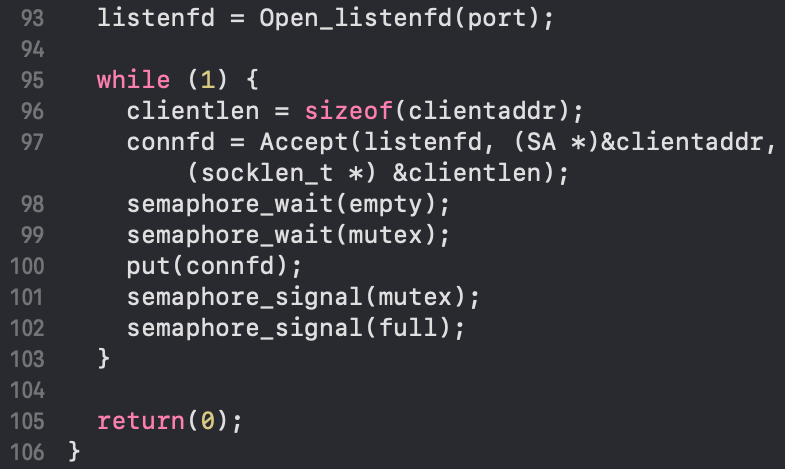 93 listenfd = Open_listenfd(port);
94
95 while (1) {
96 clientlen = sizeof(clientaddr);
97 connfd = Accept(listenfd, (SA *)&clientaddr,
(socklen_t *) &clientlen);
98 semaphore_wait(empty);
99 semaphore_wait(mutex);
100 put(connfd);
101 semaphore_signal(mutex);
102 semaphore_signal(full);
103 }
104
105 return(0);
106 }